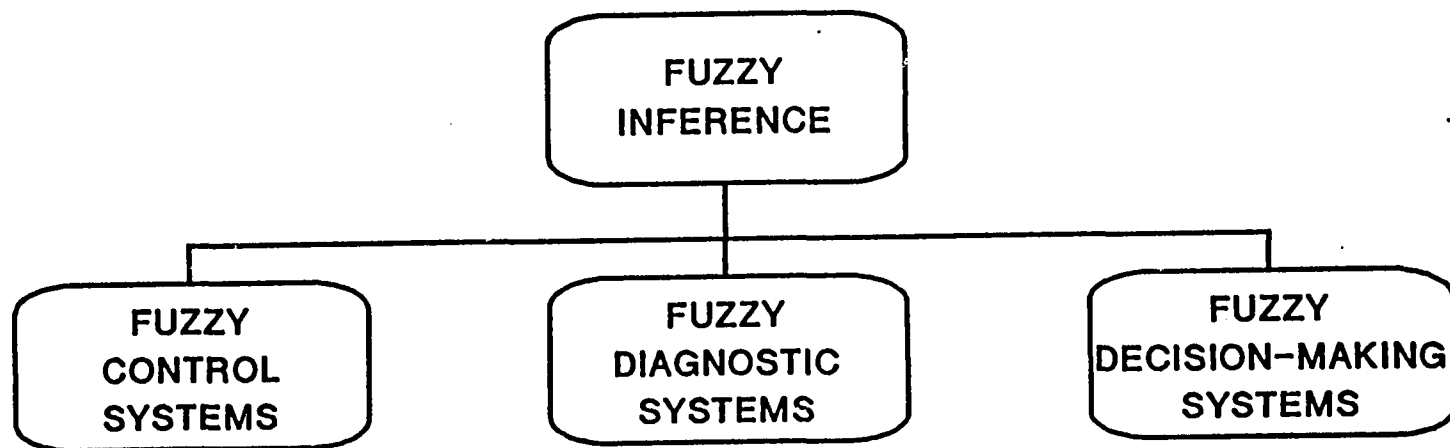 FUZZY
INFERENCE
FUZZY
CONTROL
SYSTEMS
FUZZY
DIAGNOSTIC
SYSTEMS
FUZZY
DECISION-MAKING
SYSTEMS